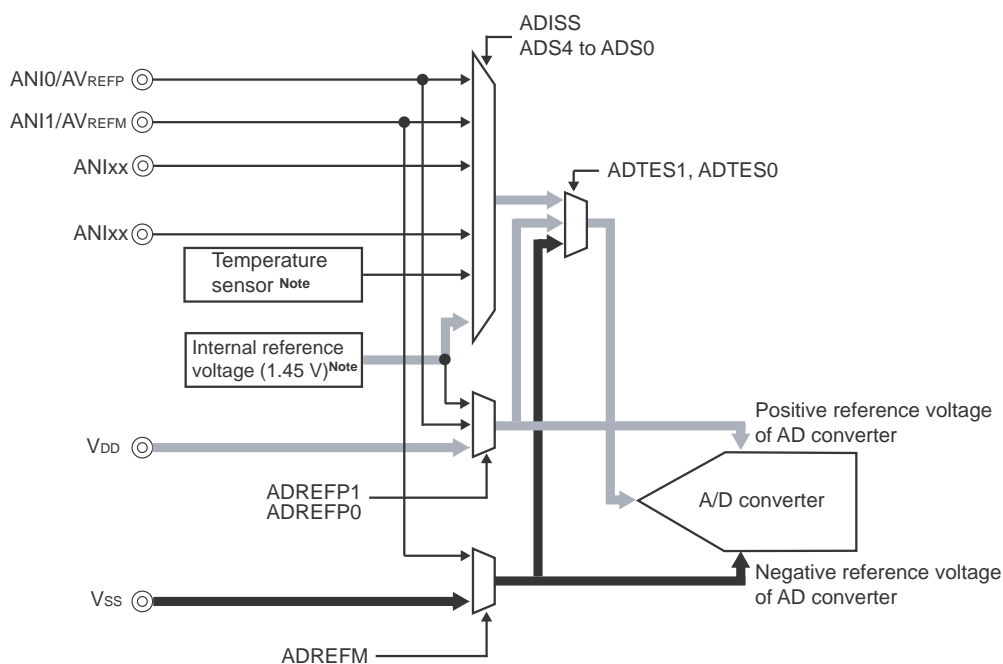 ADISS
ADS4 to ADS0
ANI0/AVREFP
ANI1/AVREFM
ANIxx
ADTES1, ADTES0
ANIxx
Temperature
sensor Note
Internal reference
voltage (1.45 V)Note
Positive reference voltage
of AD converter
VDD
ADREFP1
ADREFP0
A/D converter
Negative reference voltage
of AD converter
VSS
ADREFM